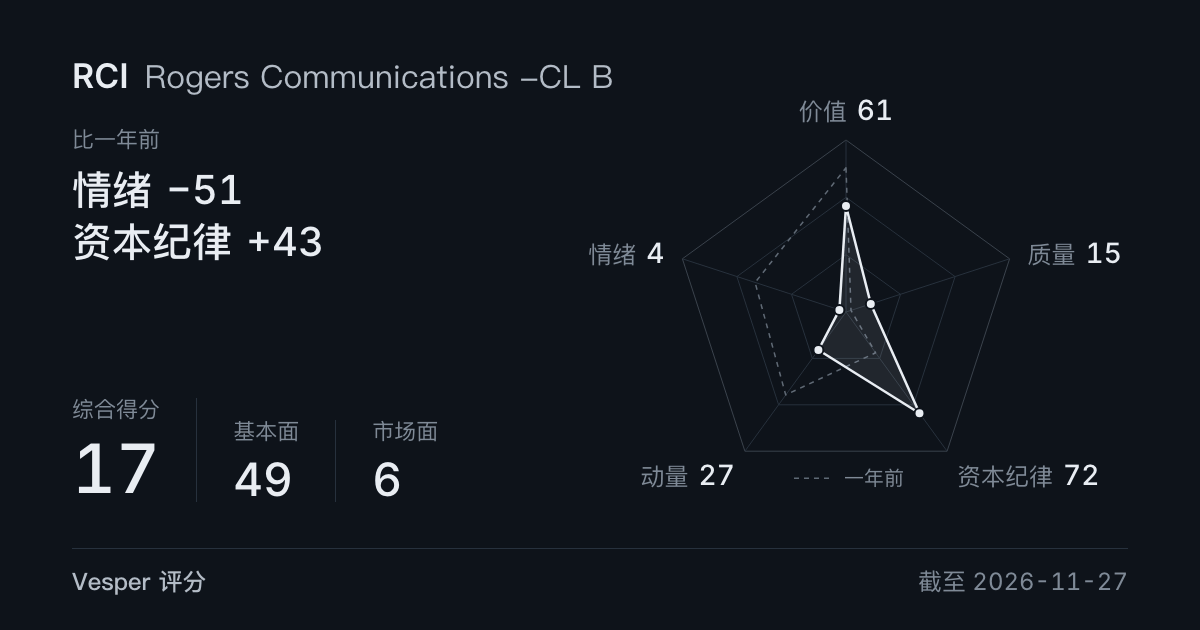 RCI Rogers Communications –CL B
比一年前
情绪 −51
资本纪律 +43
价值 61
情绪 4
质量 15
动量 27
---- 一年前
资本纪律 72
综合得分
17
基本面
49
市场面
6
Vesper 评分
截至 2026-11-27